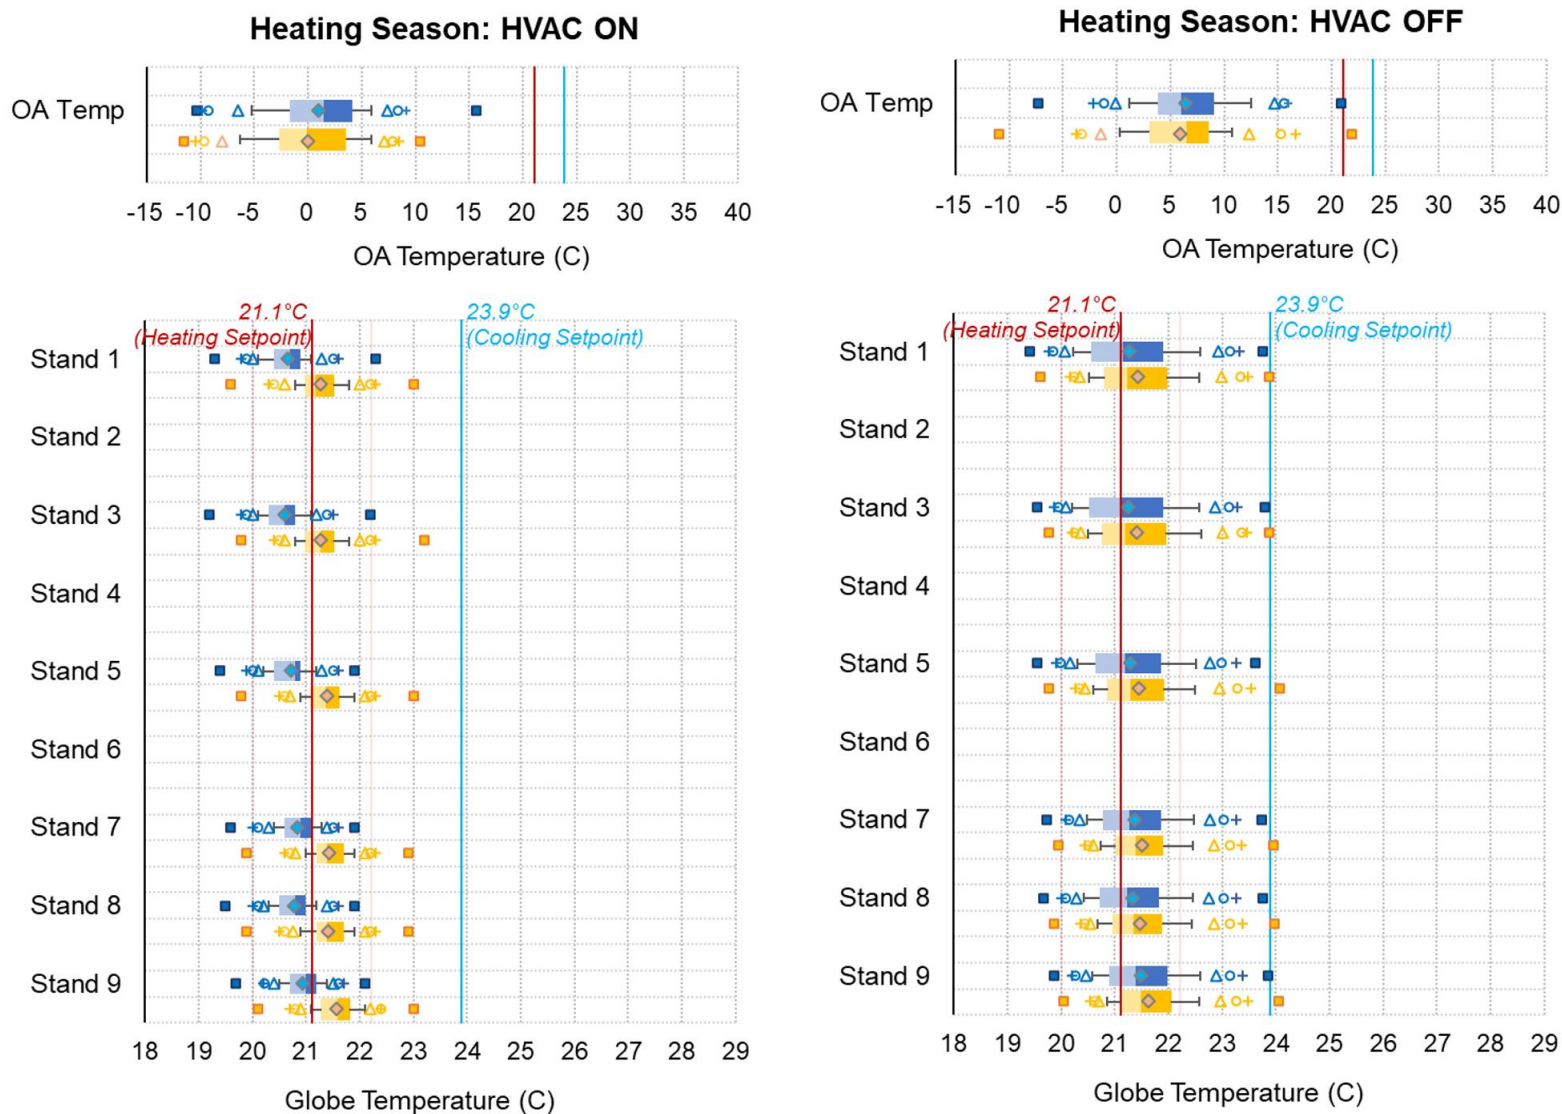 Heating Season: HVAC ON
OA Temp
-15 -10 -5 0 5 10 15 20 25 30 35 40
OA Temperature (C)
21.1°C
(Heating Setpoint)
23.9°C
(Cooling Setpoint)
Stand 1
Stand 2
Stand 3
Stand 4
Stand 5
Stand 6
Stand 7
Stand 8
Stand 9
18 19 20 21 22 23 24 25 26 27 28 29
Globe Temperature (C)
Heating Season: HVAC OFF
OA Temp
-15 -10 -5 0 5 10 15 20 25 30 35 40
OA Temperature (C)
21.1°C
(Heating Setpoint)
23.9°C
(Cooling Setpoint)
Stand 1
Stand 2
Stand 3
Stand 4
Stand 5
Stand 6
Stand 7
Stand 8
Stand 9
18 19 20 21 22 23 24 25 26 27 28 29
Globe Temperature (C)